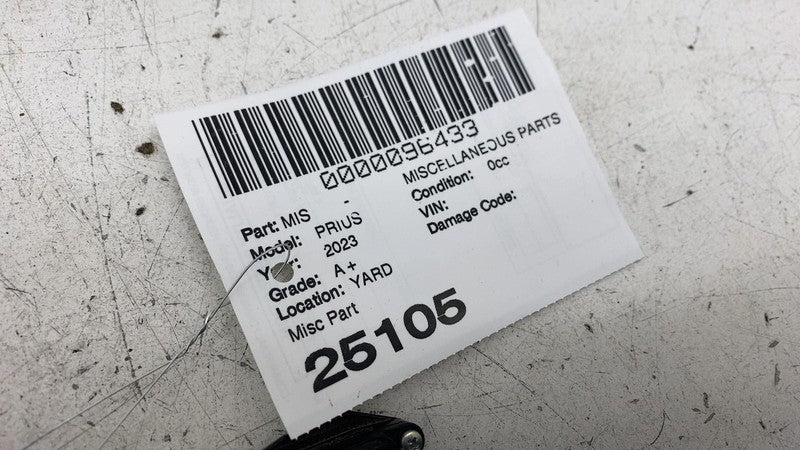 0000096433
Part: MIS - MISCELLANEOUS PARTS
Model: PRIUS Condition: 0cc
Year: 2023 VIN:
Grade: A+ Damage Code:
Location: YARD
Misc Part
25105